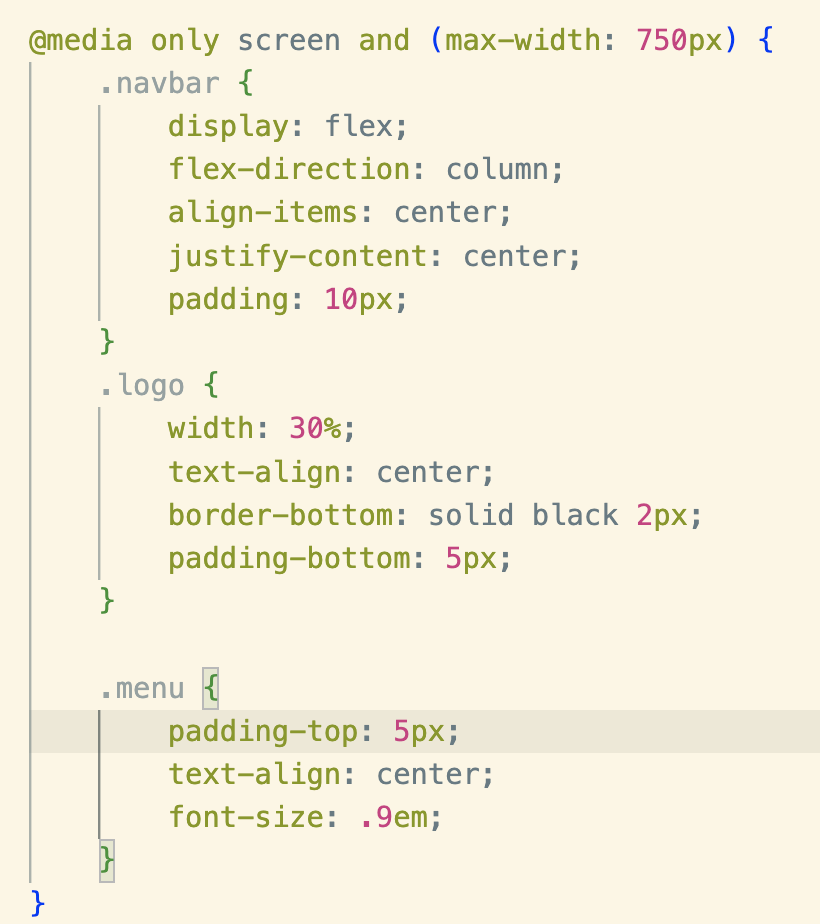 @media only screen and (max-width: 750px) {
    .navbar {
        display: flex;
        flex-direction: column;
        align-items: center;
        justify-content: center;
        padding: 10px;
    }
    .logo {
        width: 30%;
        text-align: center;
        border-bottom: solid black 2px;
        padding-bottom: 5px;
    }

    .menu {
        padding-top: 5px;
        text-align: center;
        font-size: .9em;
    }
}